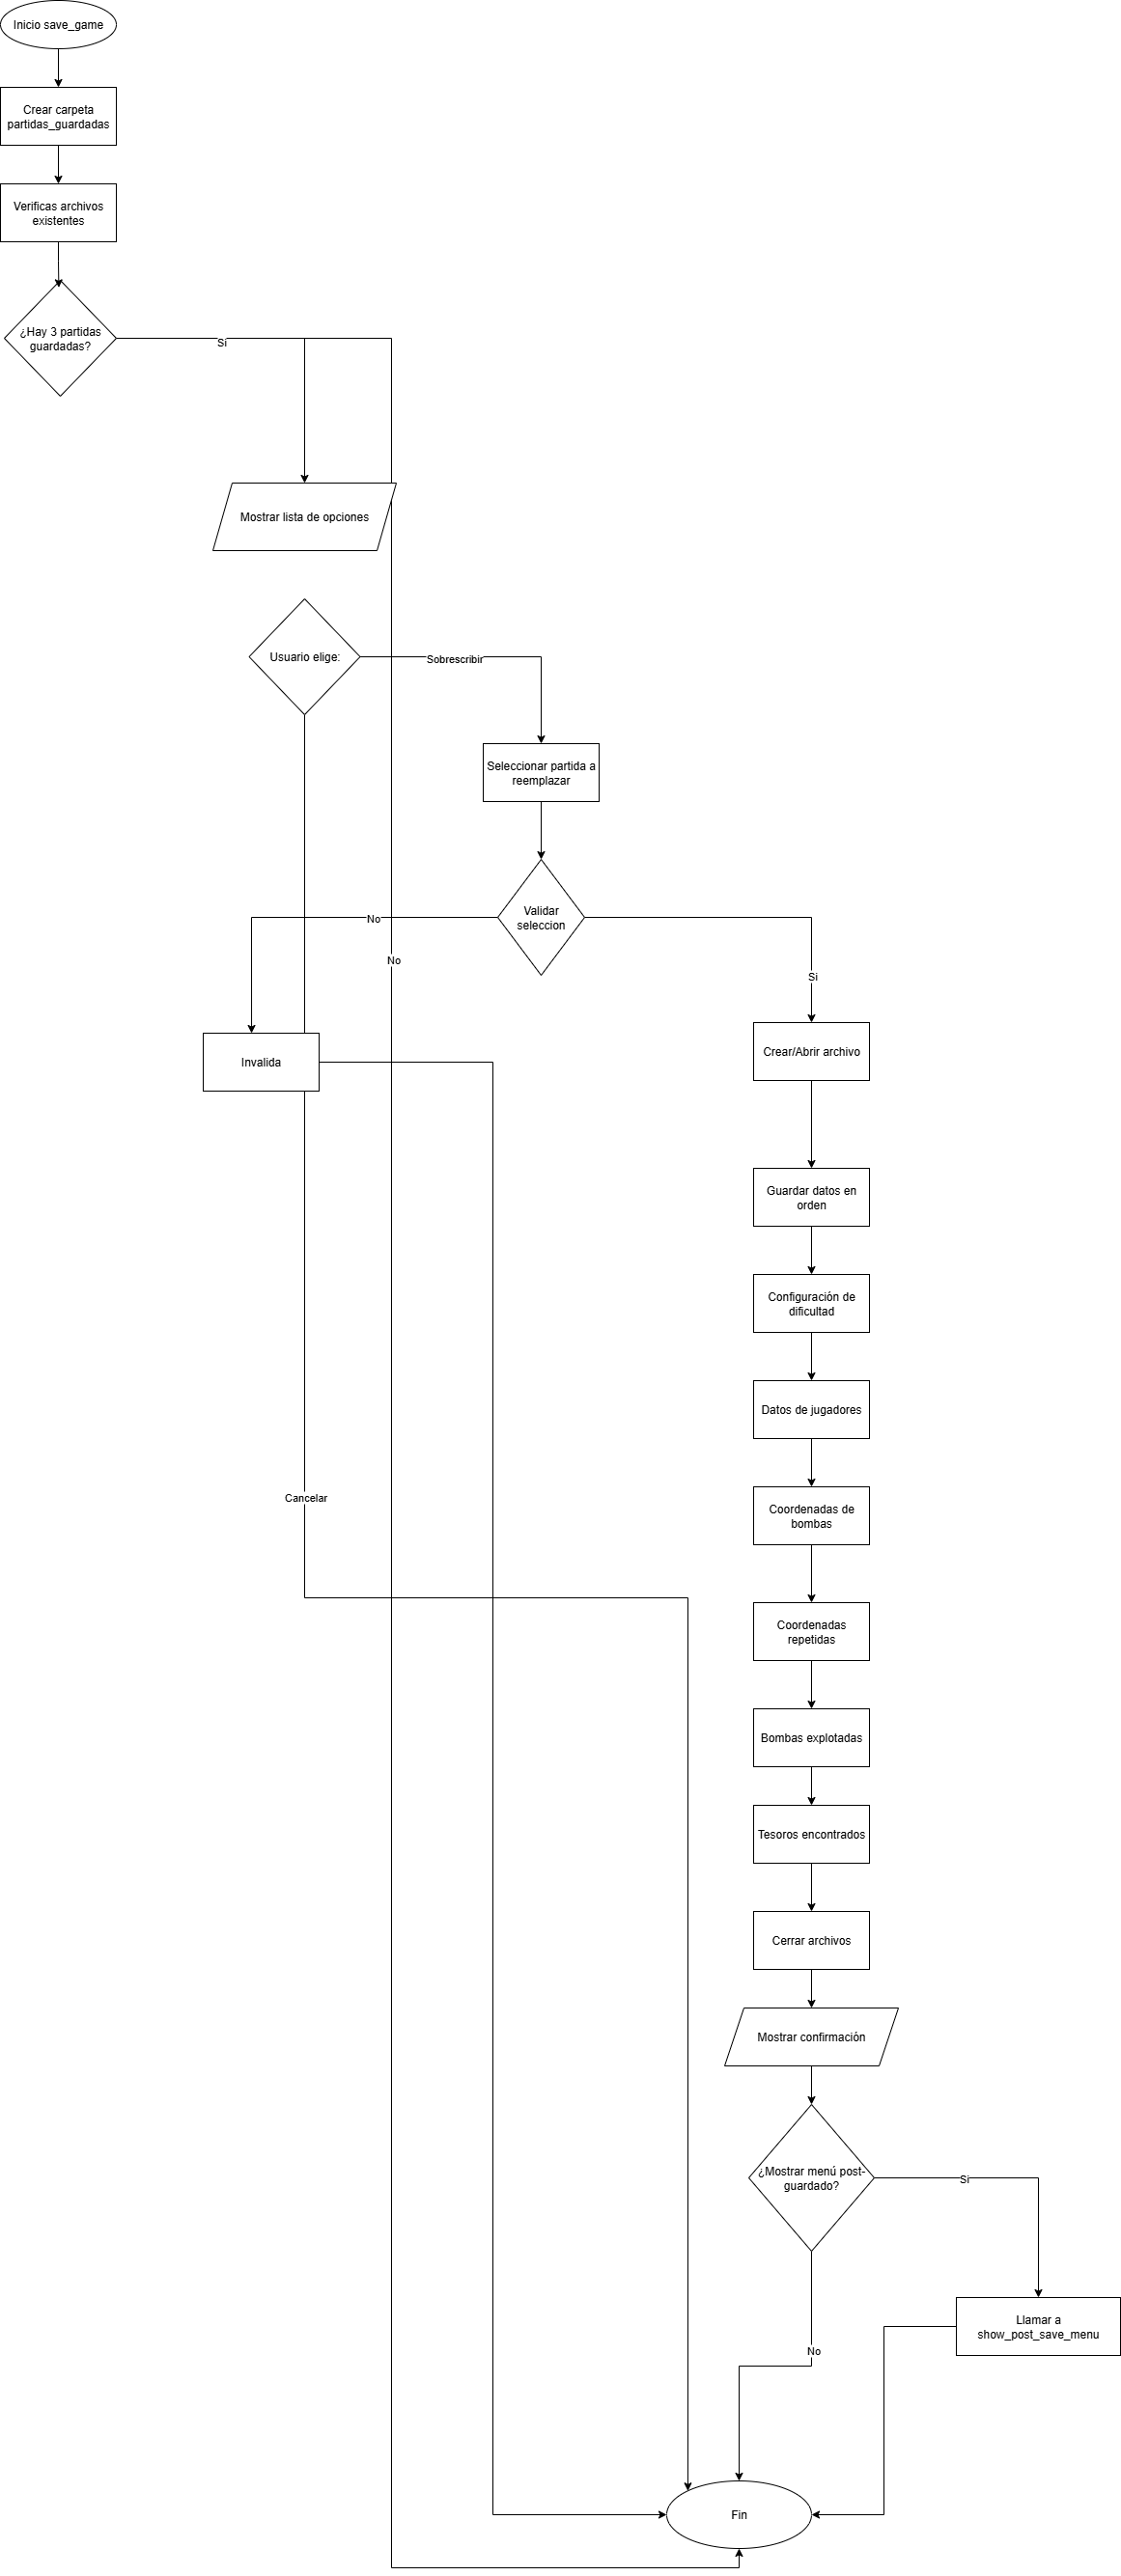 Inicio save_game
Crear carpeta
partidas_guardadas
Verificas archivos
existentes
¿Hay 3 partidas
guardadas?
Si
Mostrar lista de opciones
Usuario elige:
Sobrescribir
Seleccionar partida a
reemplazar
Validar
seleccion
No
No
Si
Invalida
Crear/Abrir archivo
Guardar datos en
orden
Configuración de
dificultad
Datos de jugadores
Cancelar
Coordenadas de
bombas
Coordenadas
repetidas
Bombas explotadas
Tesoros encontrados
Cerrar archivos
Mostrar confirmación
¿Mostrar menú post-
guardado?
Si
Llamar a
show_post_save_menu
No
Fin